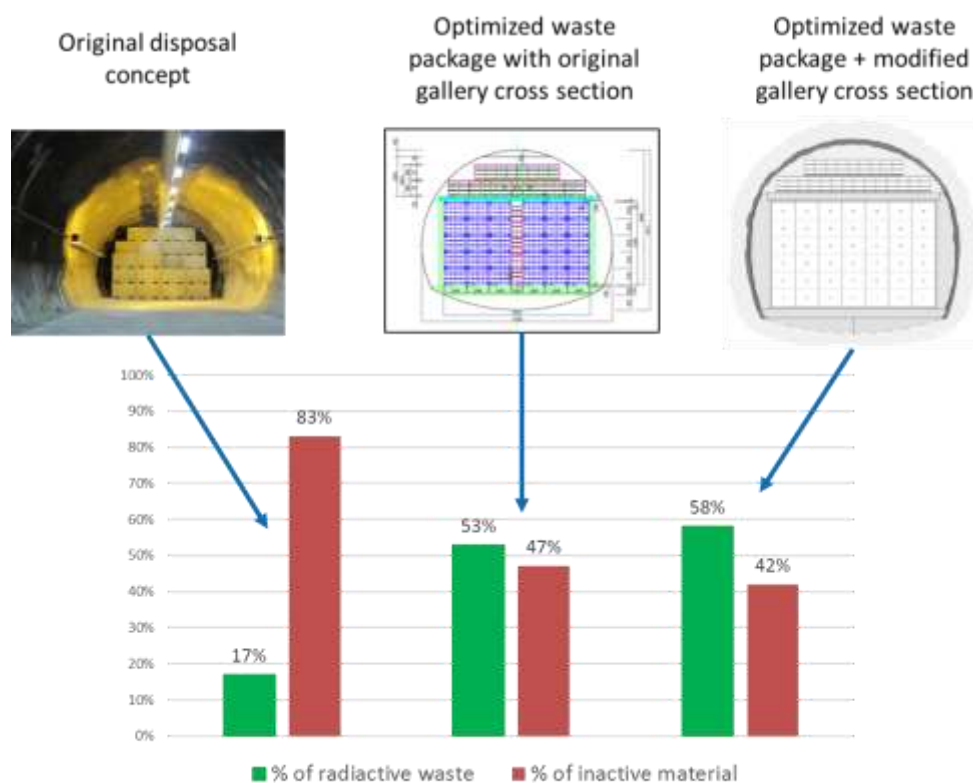 Original disposal
concept
Optimized waste
package with original
gallery cross section
Optimized waste
package + modified
gallery cross section
100%
90%
80%
70%
60%
50%
40%
30%
20%
10%
0%
17%
83%
53%
47%
58%
42%
% of radiactive waste
% of inactive material